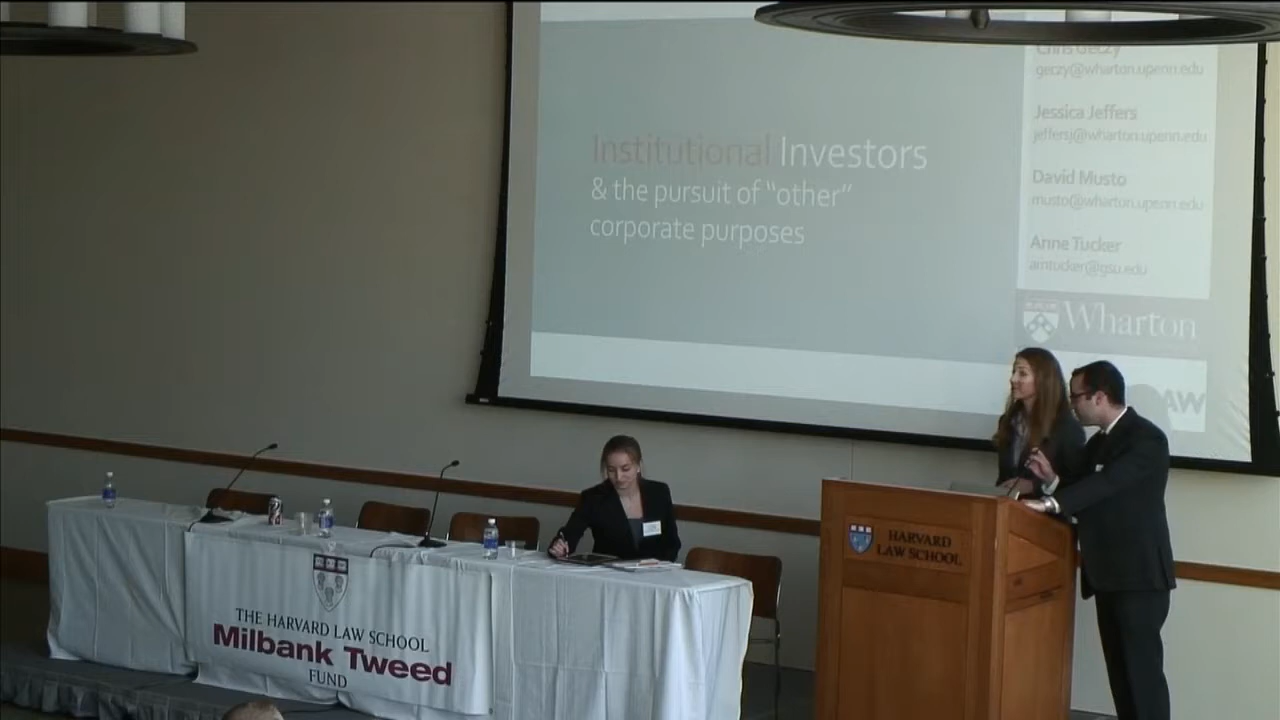 Institutional Investors
& the pursuit of "other"
corporate purposes
Chris Geczy
geczy@wharton.upenn.edu
Jessica Jeffers
jeffersj@wharton.upenn.edu
David Musto
musto@wharton.upenn.edu
Anne Tucker
amtucker@gsu.edu
Wharton
AW
HARVARD
LAW SCHOOL
THE HARVARD LAW SCHOOL
Milbank Tweed
FUND